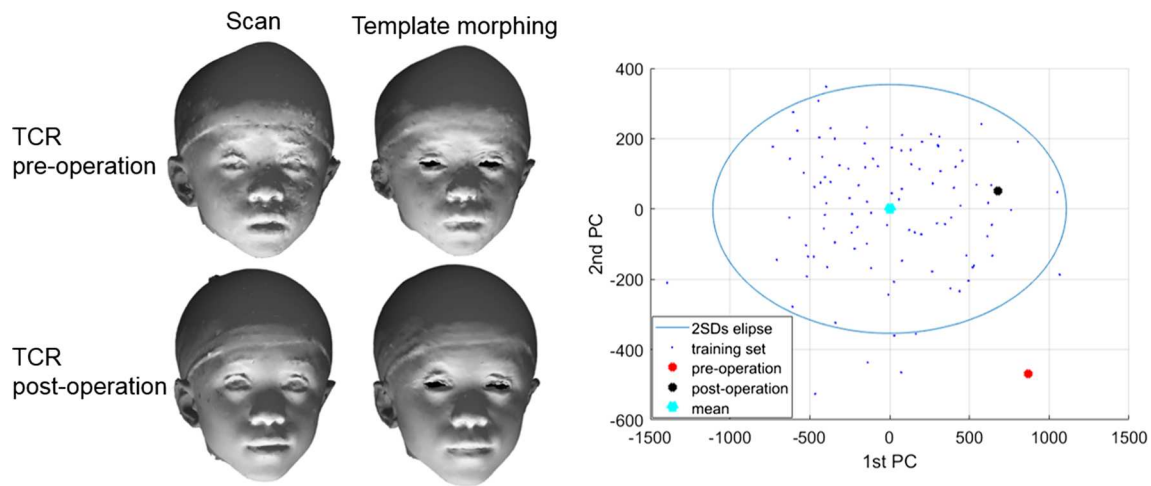 Scan
Template morphing
TCR
pre-operation
TCR
post-operation
400
200
0
-200
-400
-600
-1500
-1000
-500
0
500
1000
1500
2nd PC
1st PC
2SDs elipse
training set
pre-operation
post-operation
mean